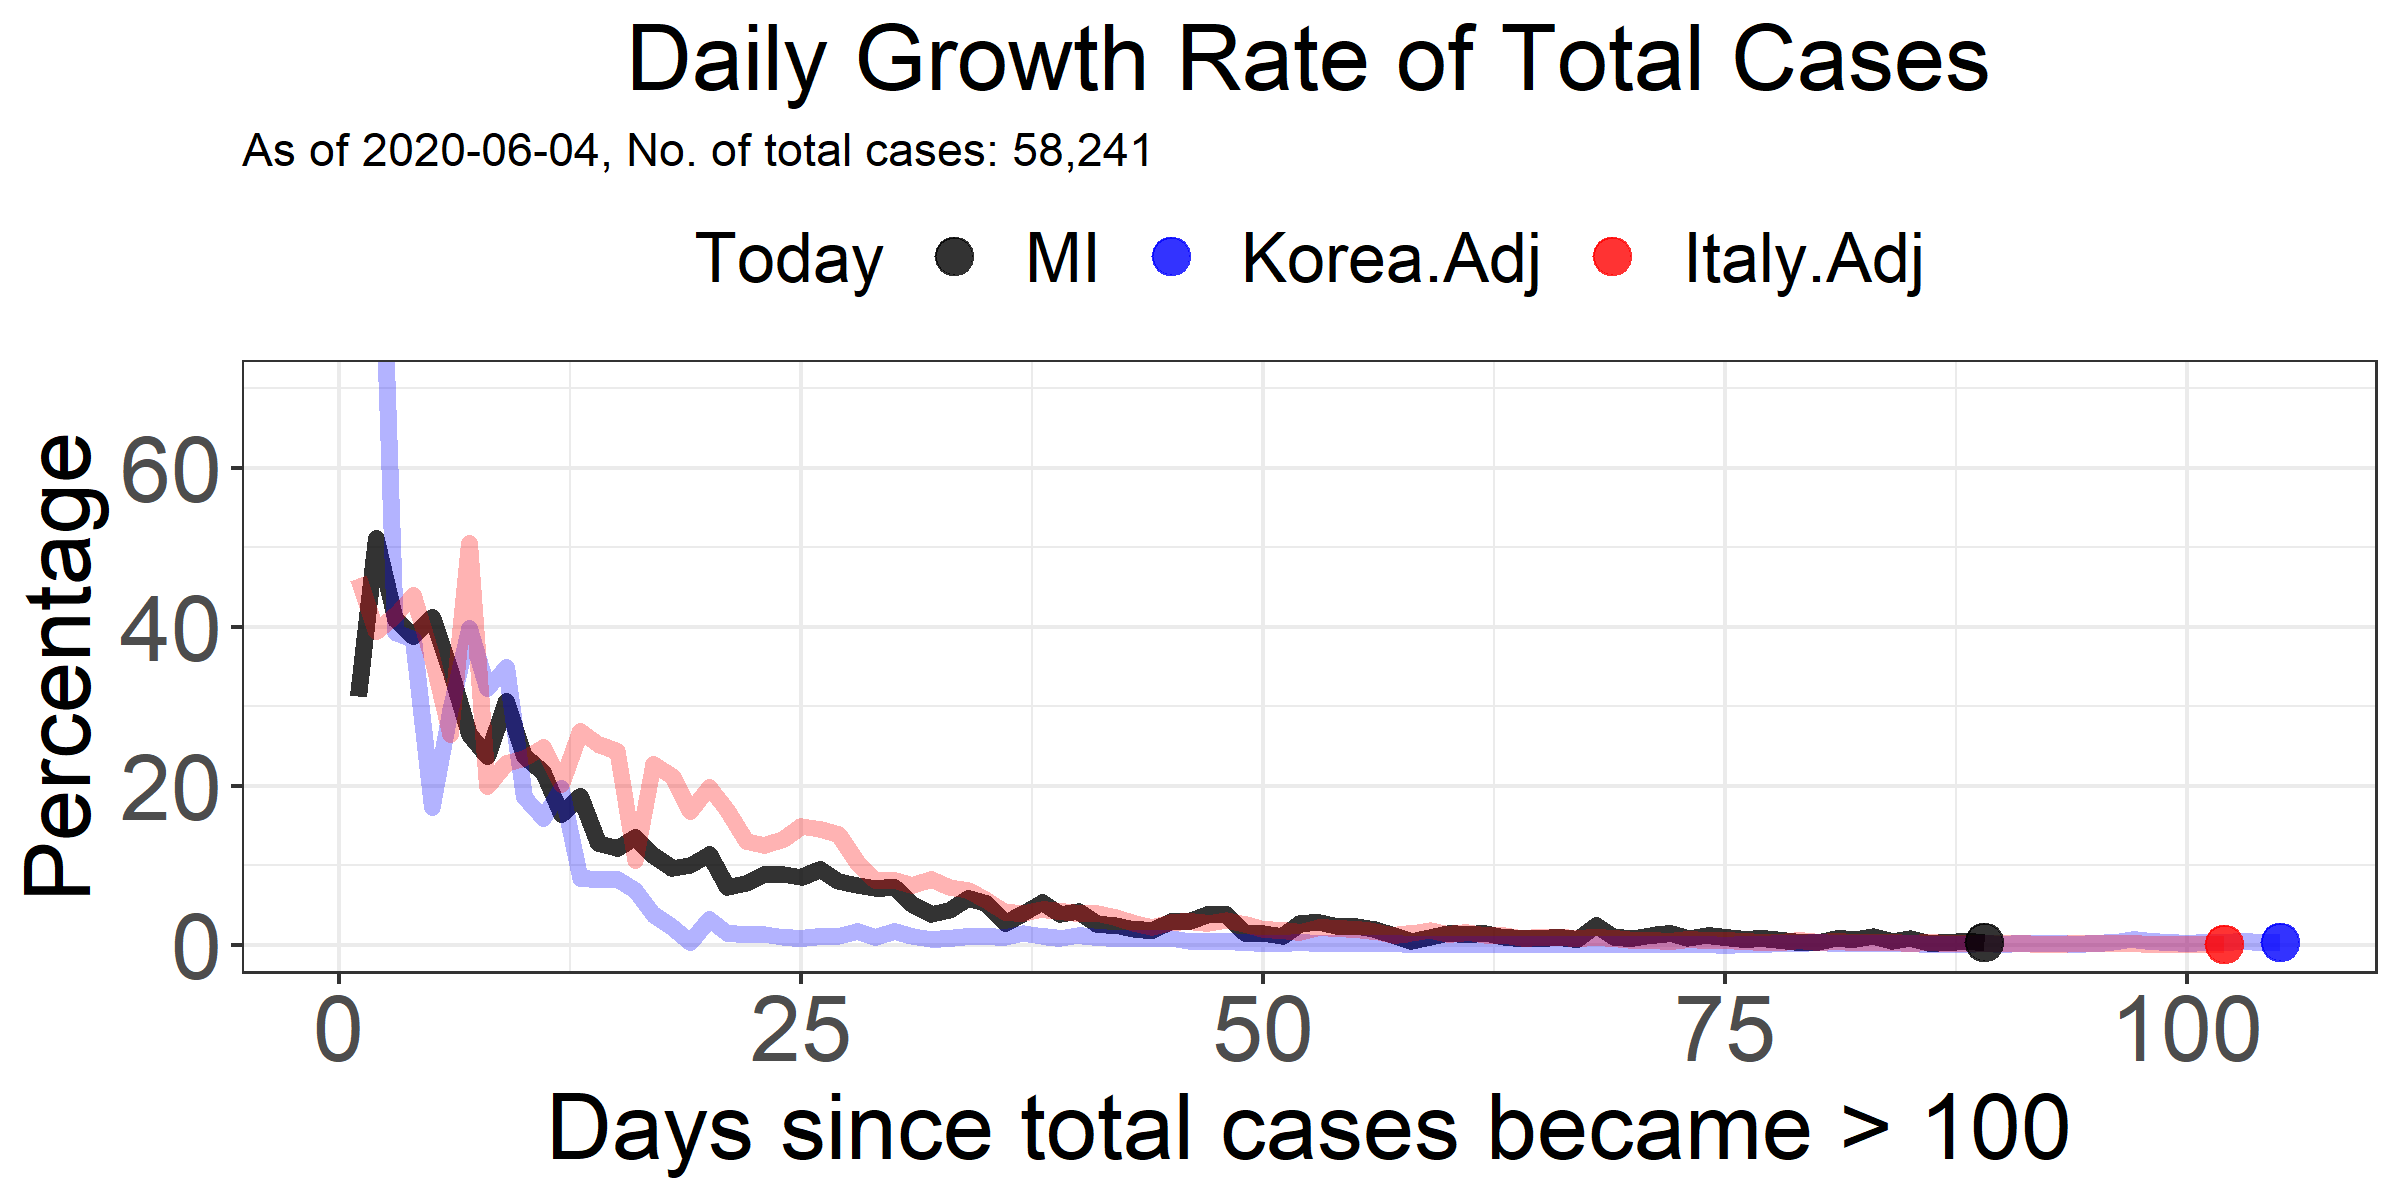 Daily Growth Rate of Total Cases
As of 2020-06-04, No. of total cases: 58,241
Today MI Korea.Adj Italy.Adj
Percentage
60
40
20
0
0 25 50 75 100
Days since total cases became > 100